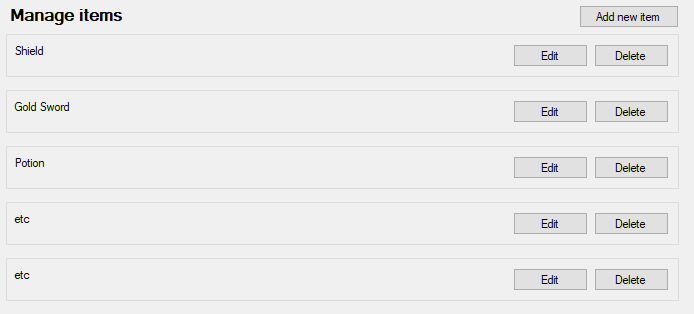 Manage items Add new item
Shield Edit Delete
Gold Sword Edit Delete
Potion Edit Delete
etc Edit Delete
etc Edit Delete